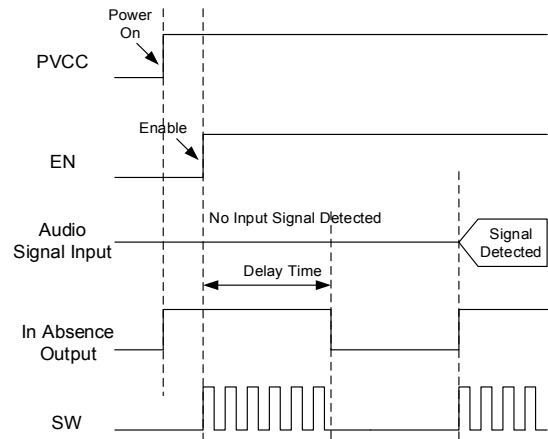 Power
On
PVCC
Enable
EN
No Input Signal Detected
Audio
Signal Input
Signal
Detected
Delay Time
In Absence
Output
SW